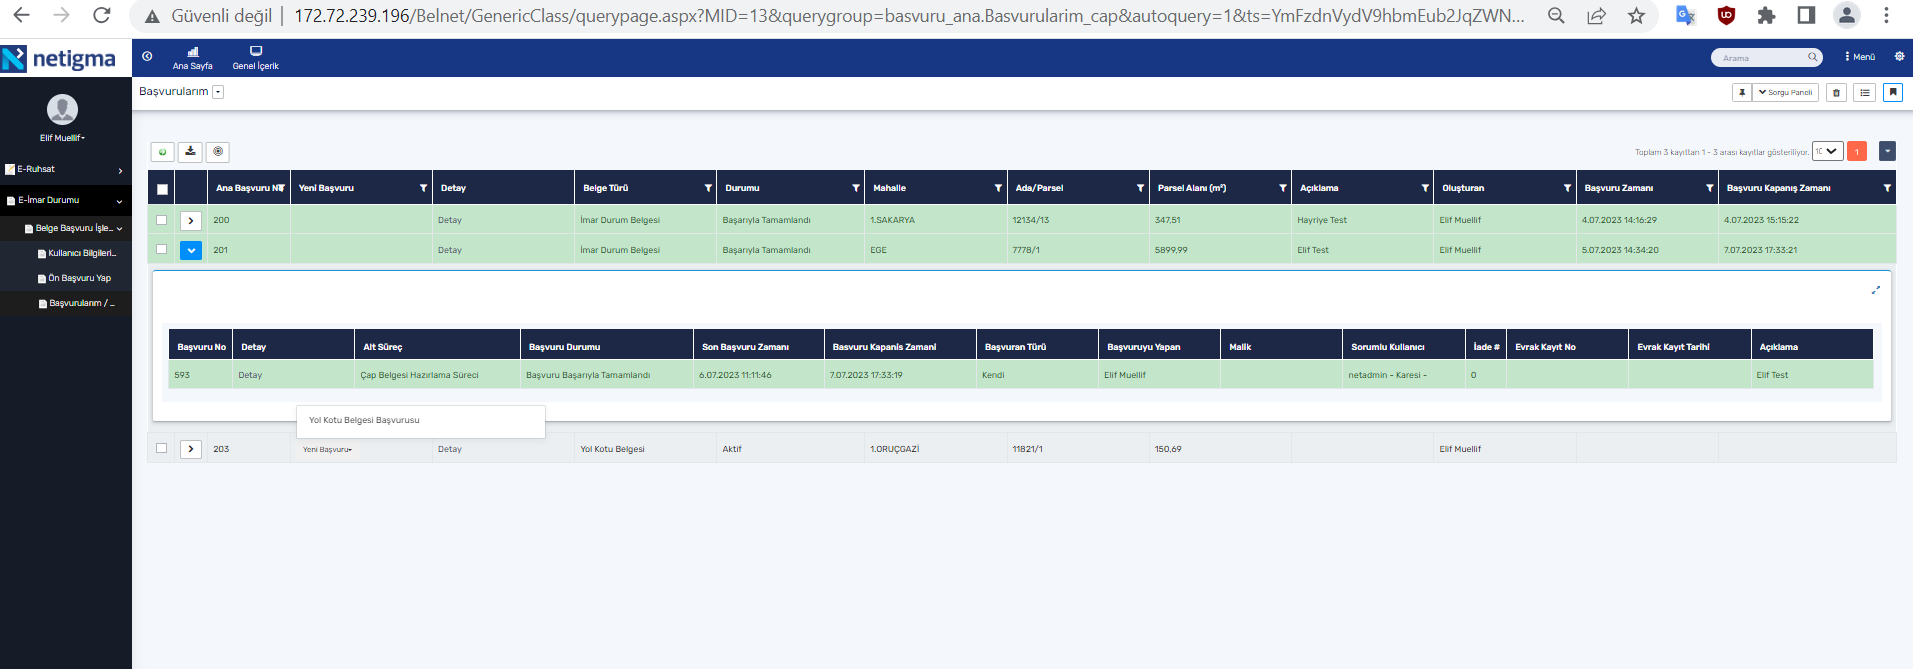 Güvenli değil | 172.72.239.196/Belnet/GenericClass/querypage.aspx?MID=13&querygroup=basvuru_ana.Basvurularim_cap&autoquery=1&ts=YmFzdnVydV9hbmEub2JqZWN...
netigma
Ana Sayfa Genel İçerik Arama Menü
Başvurularım
Sorgu Paneli
Elif Muellif
E-Ruhsat
E-İmar Durumu
Belge Başvuru İşle...
Kullanıcı Bilgileri...
Ön Başvuru Yap
Başvurularım / ...
Toplam 3 kayıttan 1 - 3 arası kayıtlar gösteriliyor. 1
Ana Başvuru Yeni Başvuru Detay Belge Türü Durumu Mahalle Ada/Parsel Parsel Alanı (m²) Açıklama Oluşturan Başvuru Zamanı Başvuru Kapanış Zamanı
200 Detay İmar Durum Belgesi Başarıyla Tamamlandı 1.SAKARYA 12134/13 347,51 Hayriye Test Elif Muellif 4.07.2023 14:16:29 4.07.2023 15:15:22
201 Detay İmar Durum Belgesi Başarıyla Tamamlandı EGE 7778/1 5899,99 Elif Test Elif Muellif 5.07.2023 14:34:20 7.07.2023 17:33:21
Başvuru No Detay Alt Süreç Başvuru Durumu Son Başvuru Zamanı Basvuru Kapanis Zamani Başvuran Türü Başvuruyu Yapan Malik Sorumlu Kullanıcı İade # Evrak Kayıt No Evrak Kayıt Tarihi Açıklama
593 Detay Çap Belgesi Hazırlama Süreci Başvuru Başarıyla Tamamlandı 6.07.2023 11:11:46 7.07.2023 17:33:19 Kendi Elif Muellif netadmin - Karesi - 0 Elif Test
Yol Kotu Belgesi Başvurusu
203 Yeni Başvuru Detay Yol Kotu Belgesi Aktif 1.ORUÇGAZİ 11821/1 150,69 Elif Muellif